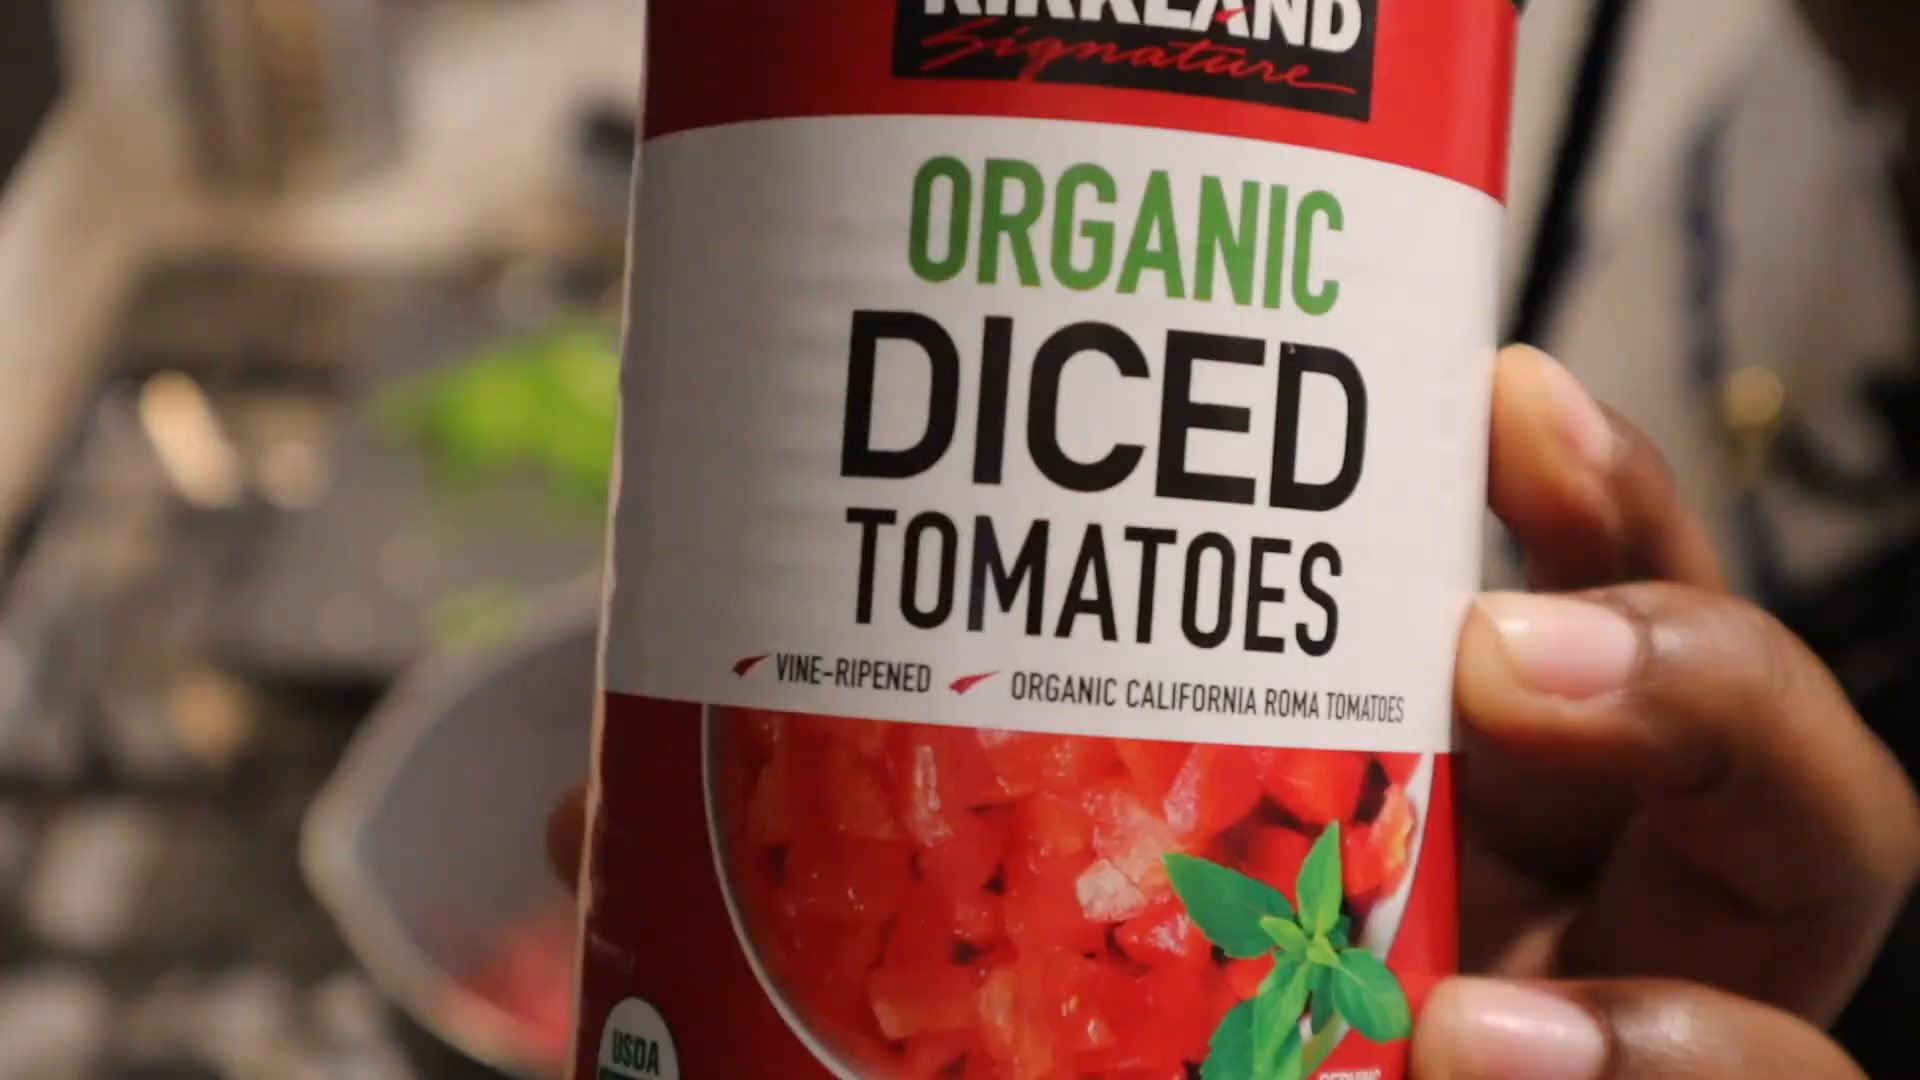 KIRKLAND
Signature
ORGANIC
DICED
TOMATOES
VINE-RIPENED ORGANIC CALIFORNIA ROMA TOMATOES
USDA